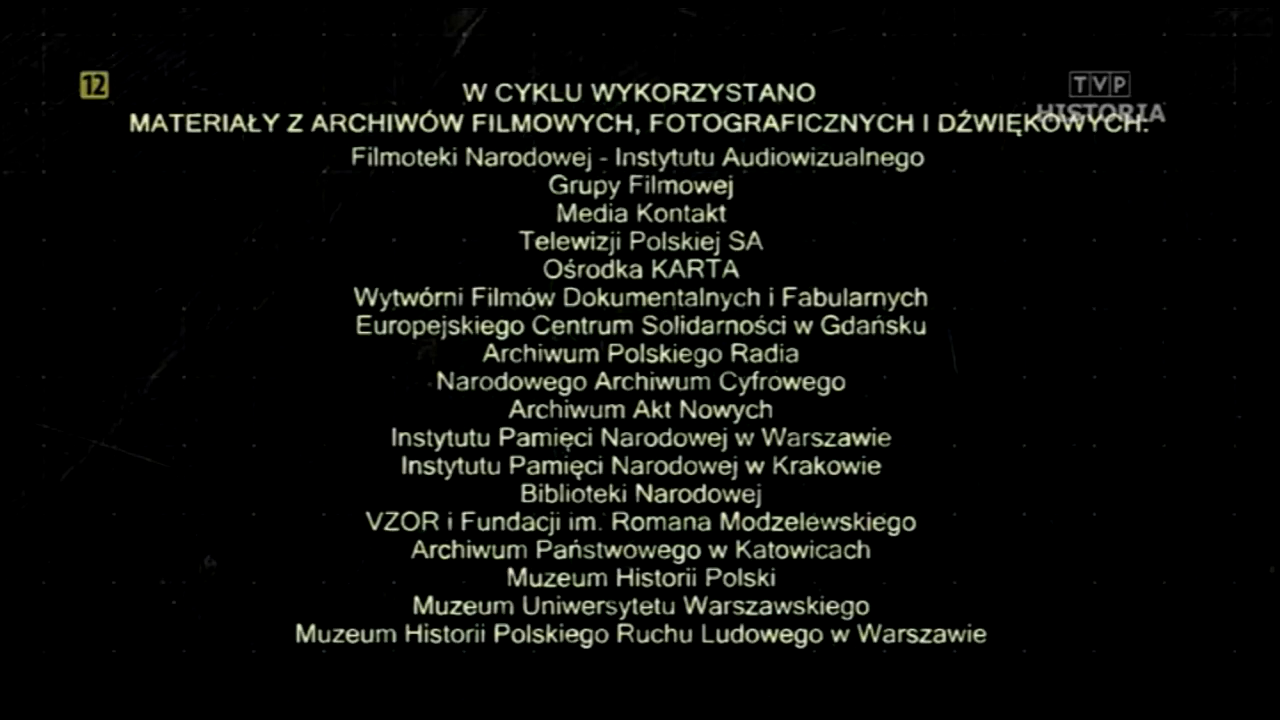 12
TVP
HISTORIA
W CYKLU WYKORZYSTANO
MATERIAŁY Z ARCHIWÓW FILMOWYCH, FOTOGRAFICZNYCH I DŹWIĘKOWYCH:
Filmoteki Narodowej - Instytutu Audiowizualnego
Grupy Filmowej
Media Kontakt
Telewizji Polskiej SA
Ośrodka KARTA
Wytwórni Filmów Dokumentalnych i Fabularnych
Europejskiego Centrum Solidarności w Gdańsku
Archiwum Polskiego Radia
Narodowego Archiwum Cyfrowego
Archiwum Akt Nowych
Instytutu Pamięci Narodowej w Warszawie
Instytutu Pamięci Narodowej w Krakowie
Biblioteki Narodowej
VZOR i Fundacji im. Romana Modzelewskiego
Archiwum Państwowego w Katowicach
Muzeum Historii Polski
Muzeum Uniwersytetu Warszawskiego
Muzeum Historii Polskiego Ruchu Ludowego w Warszawie